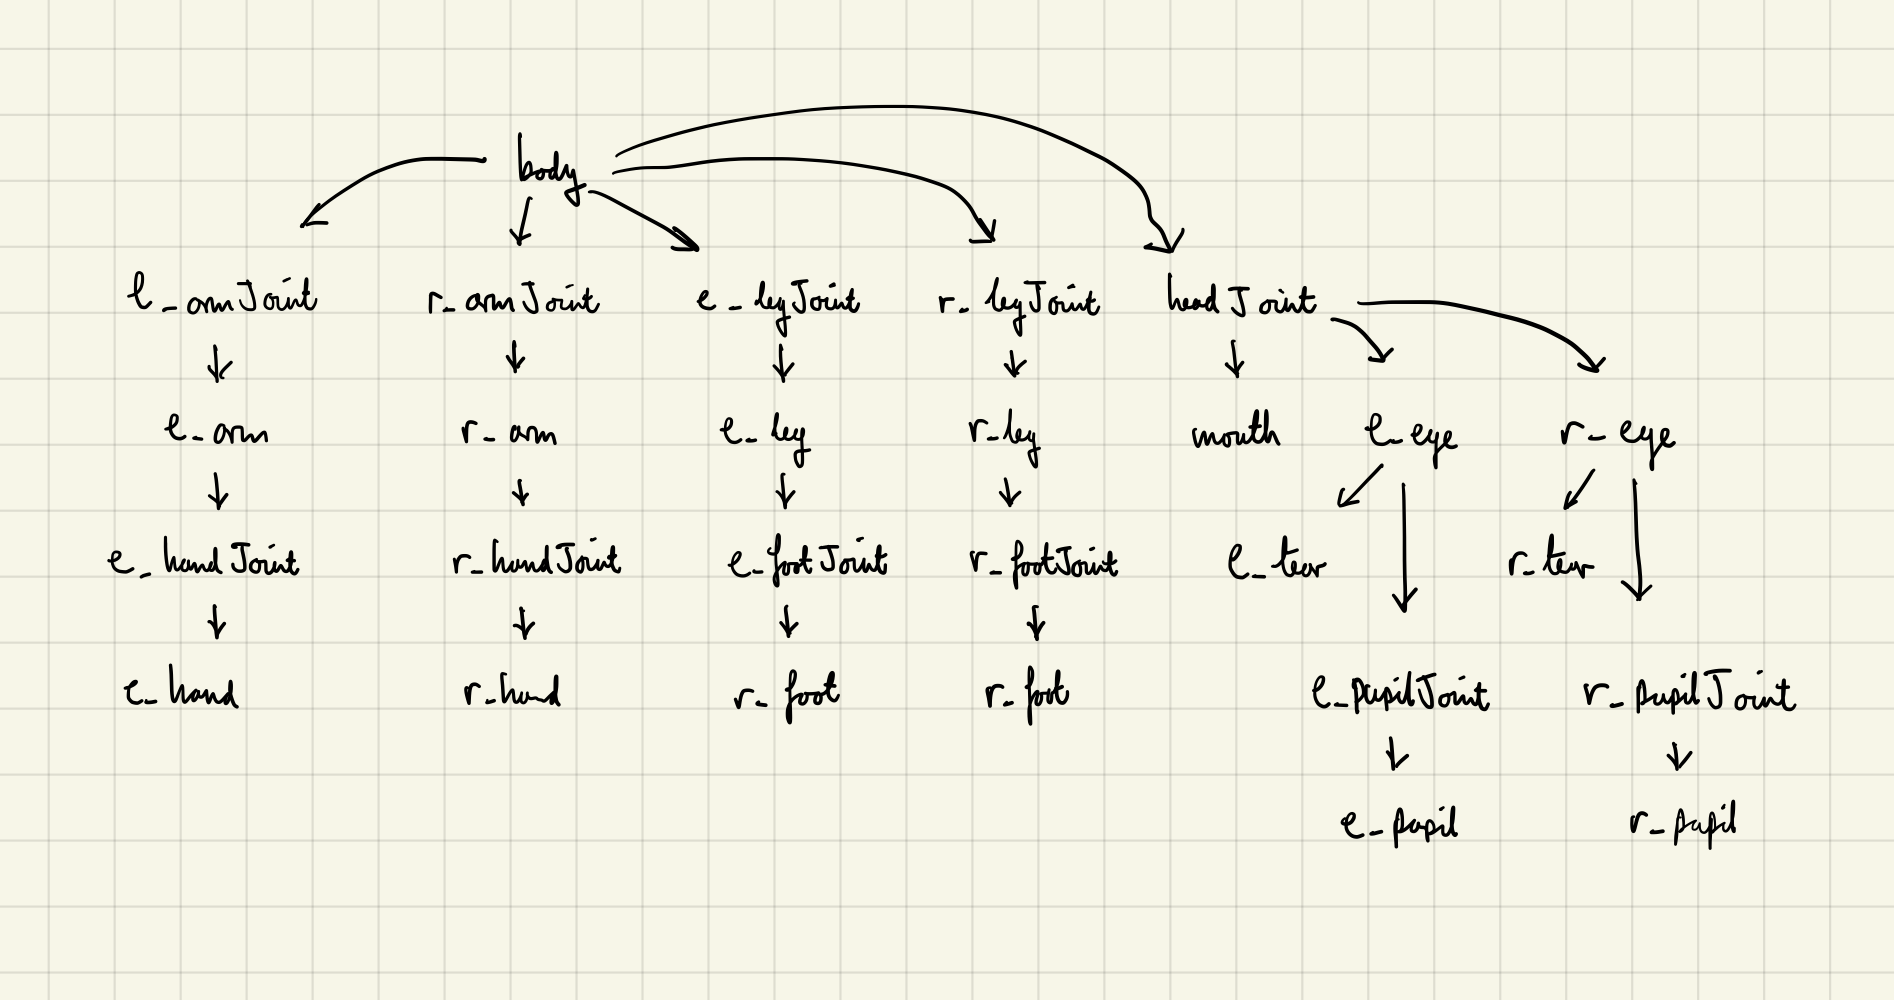 body
l_armJoint r_armJoint l_legJoint r_legJoint headJoint
l_arm r_arm l_leg r_leg mouth l_eye r_eye
l_handJoint r_handJoint l_footJoint r_footJoint l_tear r_tear
l_hand r_hand r_foot r_foot l_pupilJoint r_pupilJoint
l_pupil r_pupil